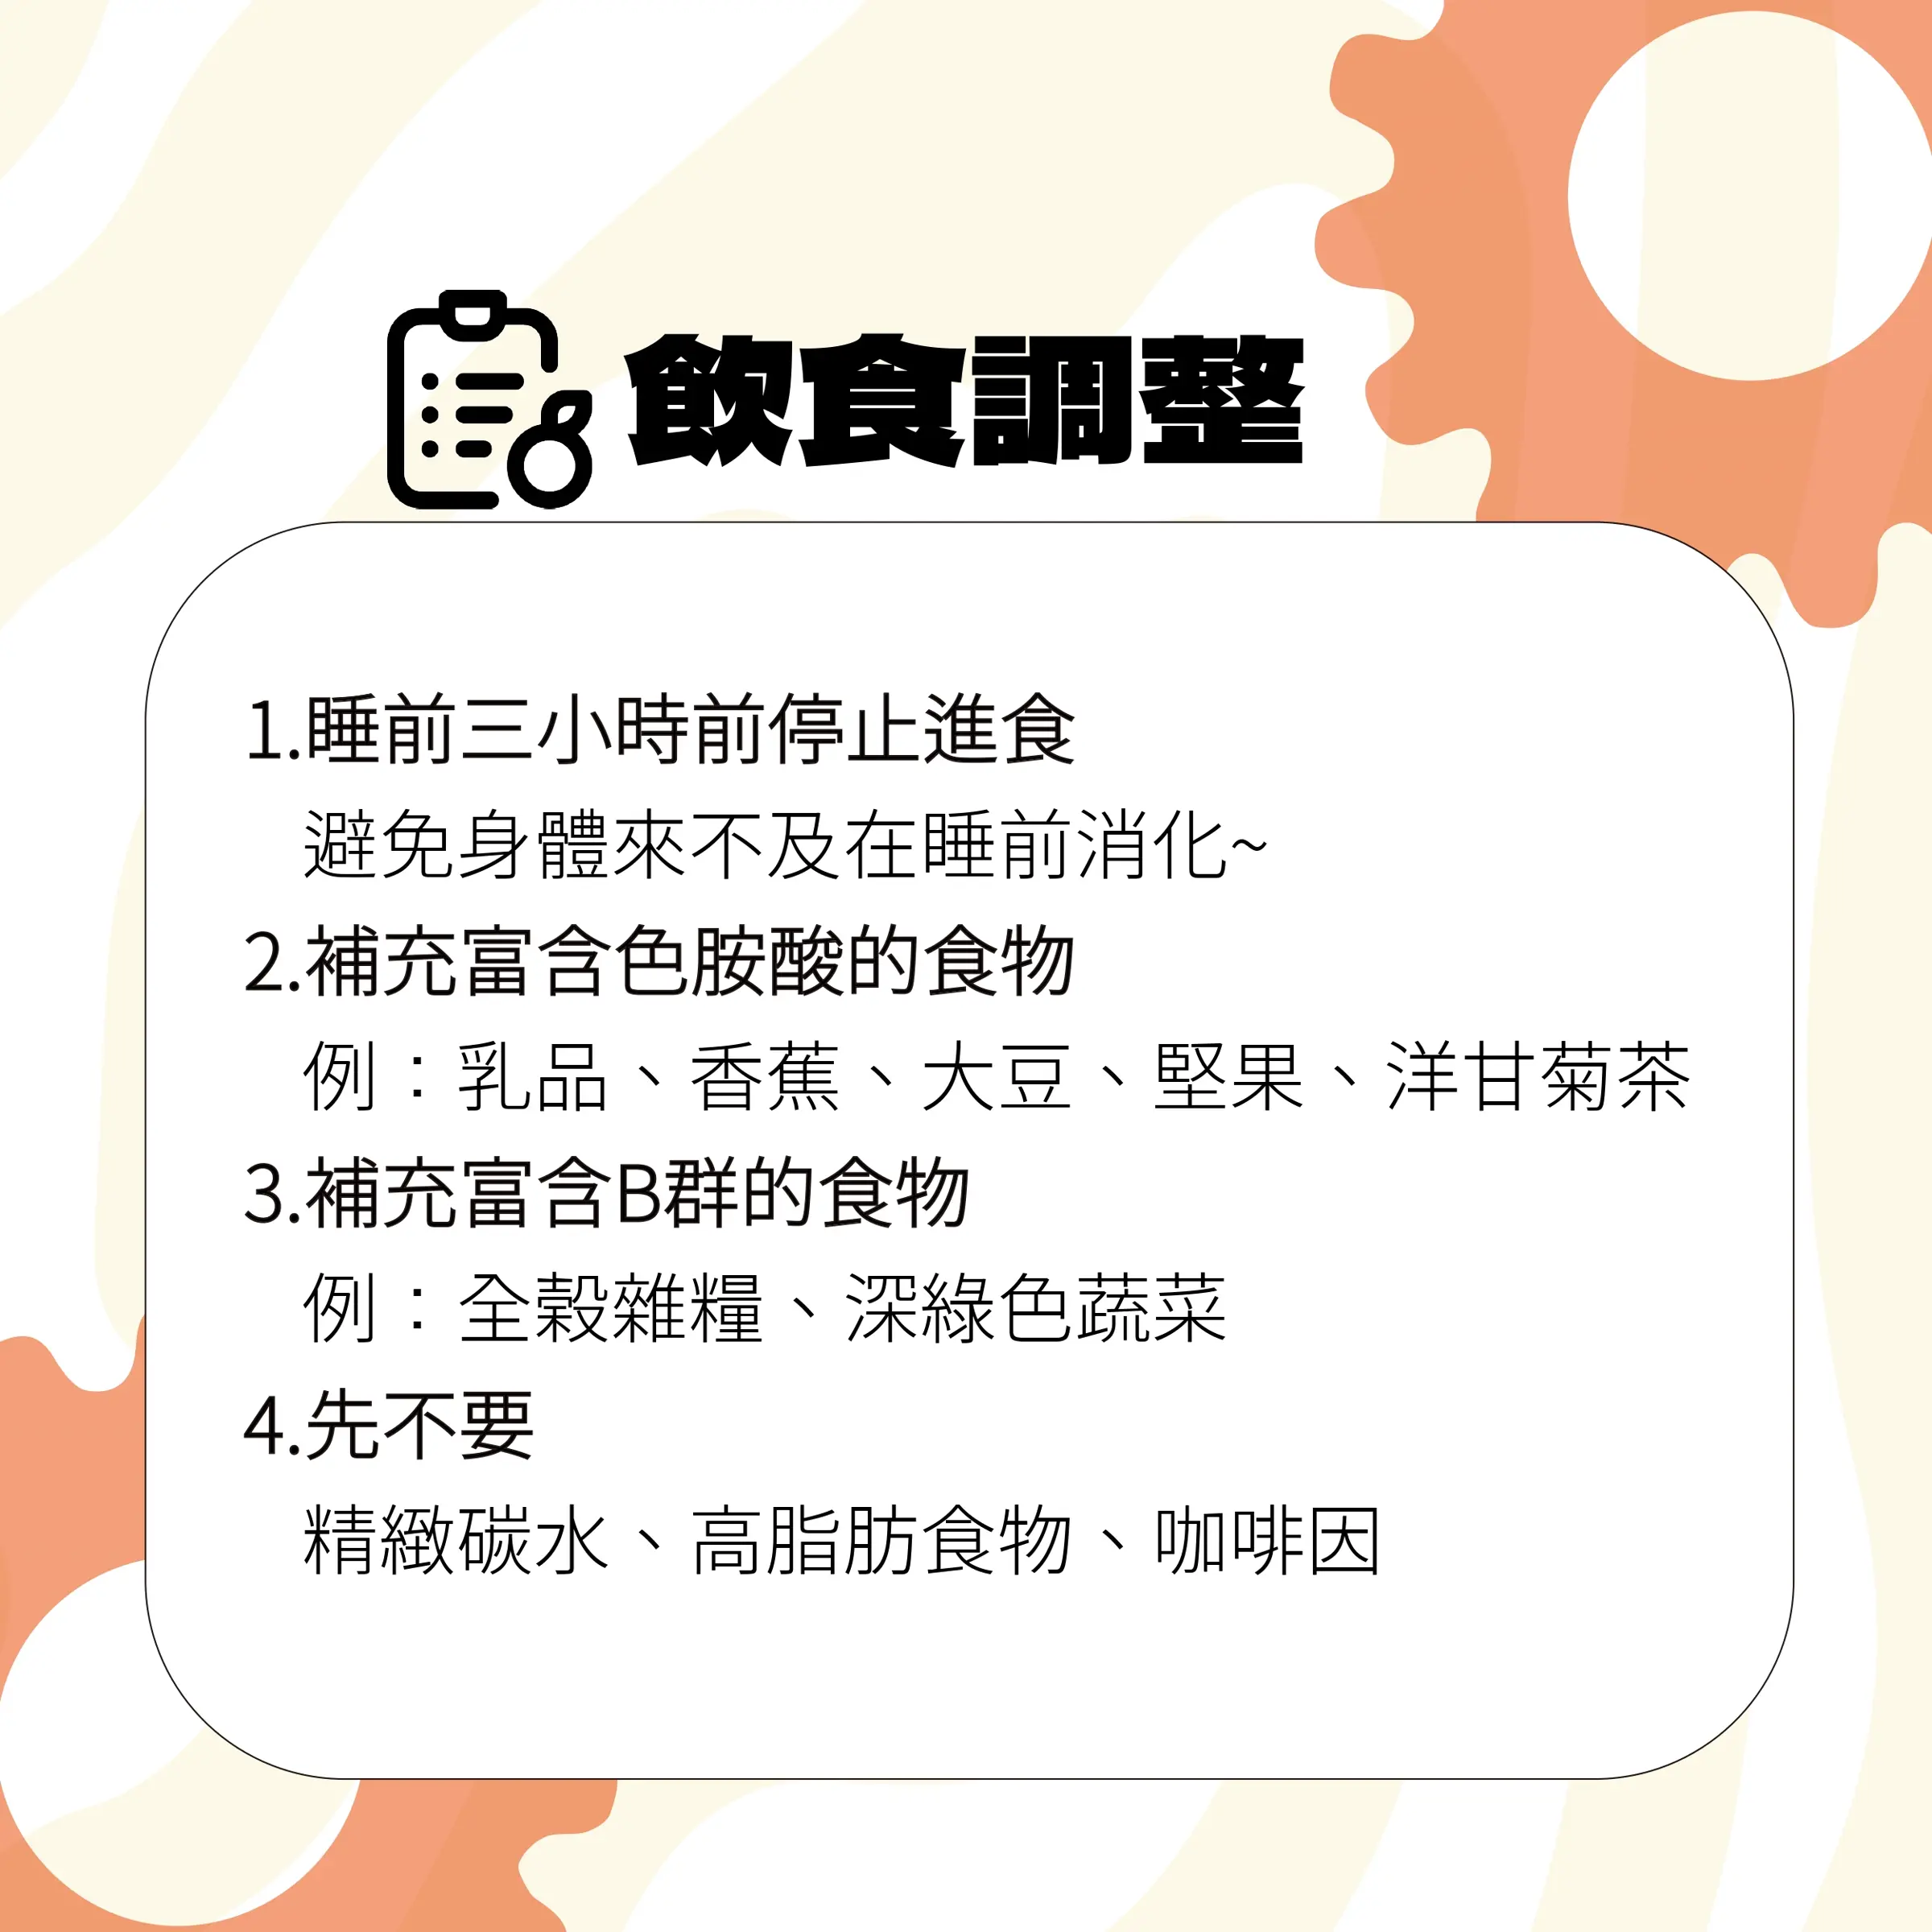 飲食調整
1.睡前三小時前停止進食
避免身體來不及在睡前消化~
2.補充富含色胺酸的食物
例：乳品、香蕉、大豆、堅果、洋甘菊茶
3.補充富含B群的食物
例：全穀雜糧、深綠色蔬菜
4.先不要
精緻碳水、高脂肪食物、咖啡因